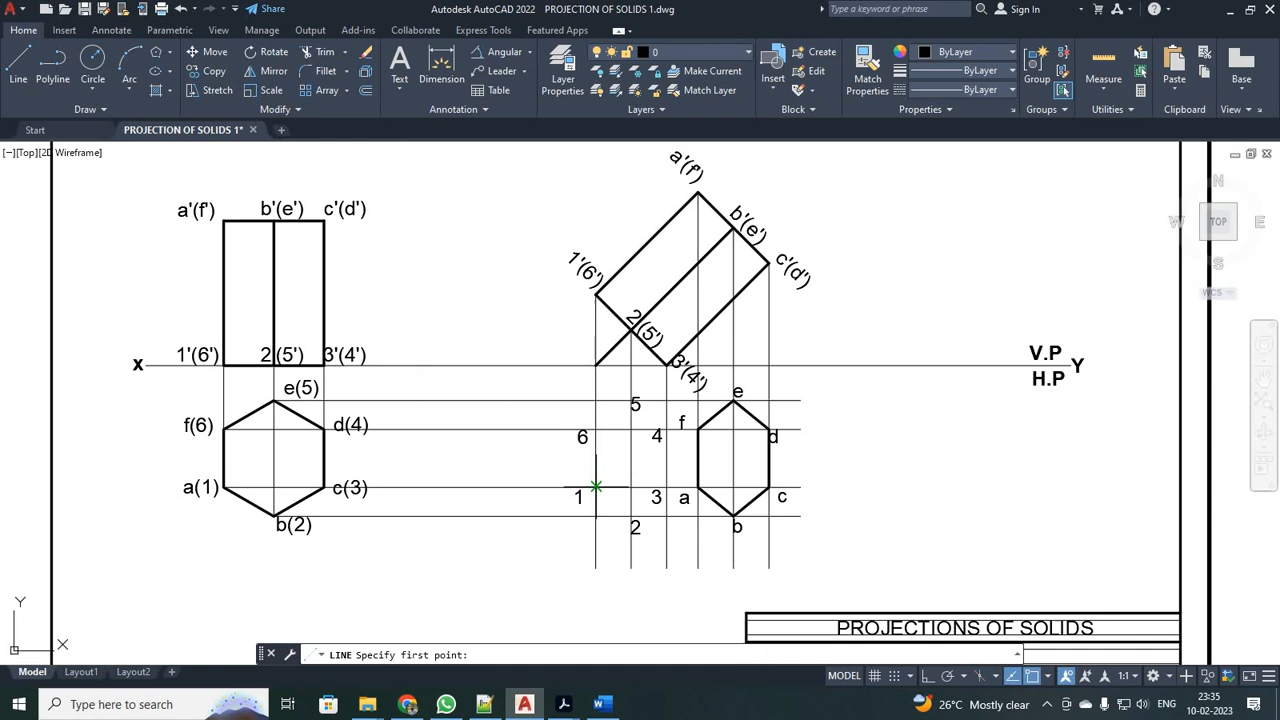 Share Autodesk AutoCAD 2022 PROJECTION OF SOLIDS 1.dwg Type a keyword or phrase Sign In
Home Insert Annotate Parametric View Manage Output Add-ins Collaborate Express Tools Featured Apps
Line Polyline Circle Arc
Move Rotate Trim
Copy Mirror Fillet
Stretch Scale Array
Text Dimension
Angular
Leader
Table
Layer Properties
0
Make Current
Match Layer
Insert
Create
Edit
Match Properties
ByLayer
ByLayer
ByLayer
Group Measure Paste Base
Draw Modify Annotation Layers Block Properties Groups Utilities Clipboard View
Start PROJECTION OF SOLIDS 1*
[−][Top][2D Wireframe]
N
W TOP E
S
WCS
a'(f') b'(e') c'(d')
a'(f')
b'(e')
1'(6') c'(d')
2(5')
1'(6') 2(5') 3'(4') 3'(4')
V.P
X Y
H.P
e(5) 5 e
f(6) d(4) 6 4 f d
a(1) c(3) 1 3 a c
b(2) 2 b
PROJECTIONS OF SOLIDS
Y
X
LINE Specify first point:
Model Layout1 Layout2 + MODEL 1:1
Type here to search 26°C Mostly clear ENG 23:35
10-02-2023